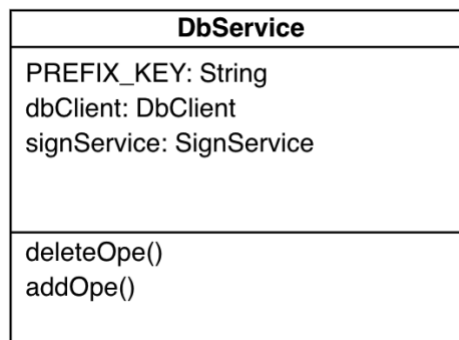 DbService
PREFIX_KEY: String
dbClient: DbClient
signService: SignService
deleteOpe()
addOpe()